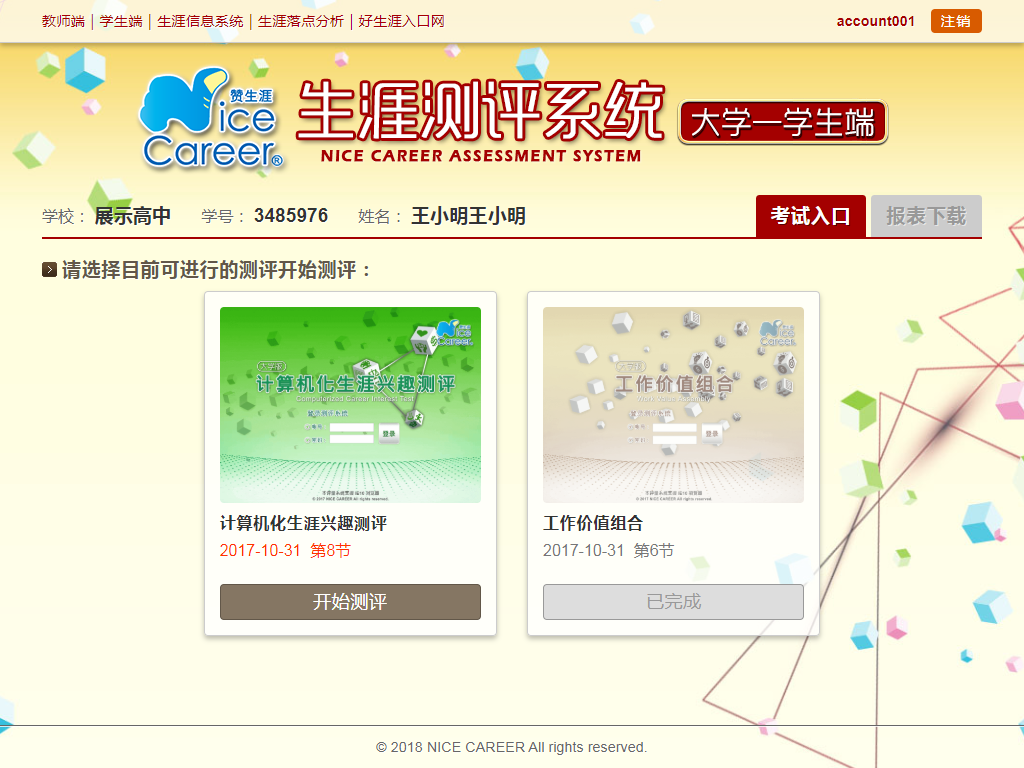 教师端 | 学生端 | 生涯信息系统 | 生涯落点分析 | 好生涯入口网
account001 注销
赞生涯
Nice
Career®
生涯测评系统
NICE CAREER ASSESSMENT SYSTEM
大学—学生端
学校： 展示高中 学号： 3485976 姓名： 王小明王小明
考试入口 报表下载
请选择目前可进行的测评开始测评：
Nice
Career
大学版
计算机化生涯兴趣测评
Computerized Career Interest Test
登录
计算机化生涯兴趣测评
2017-10-31 第8节
开始测评
Nice
Career
大学版
工作价值组合
登录
工作价值组合
2017-10-31 第6节
已完成
© 2018 NICE CAREER All rights reserved.